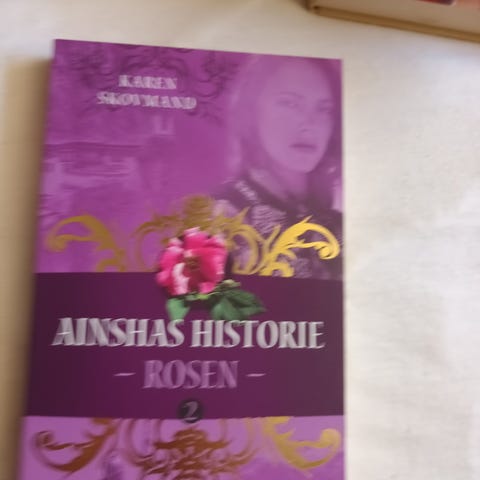 KAREN
SKOVMAND
AINSHAS HISTORIE
– ROSEN –
2